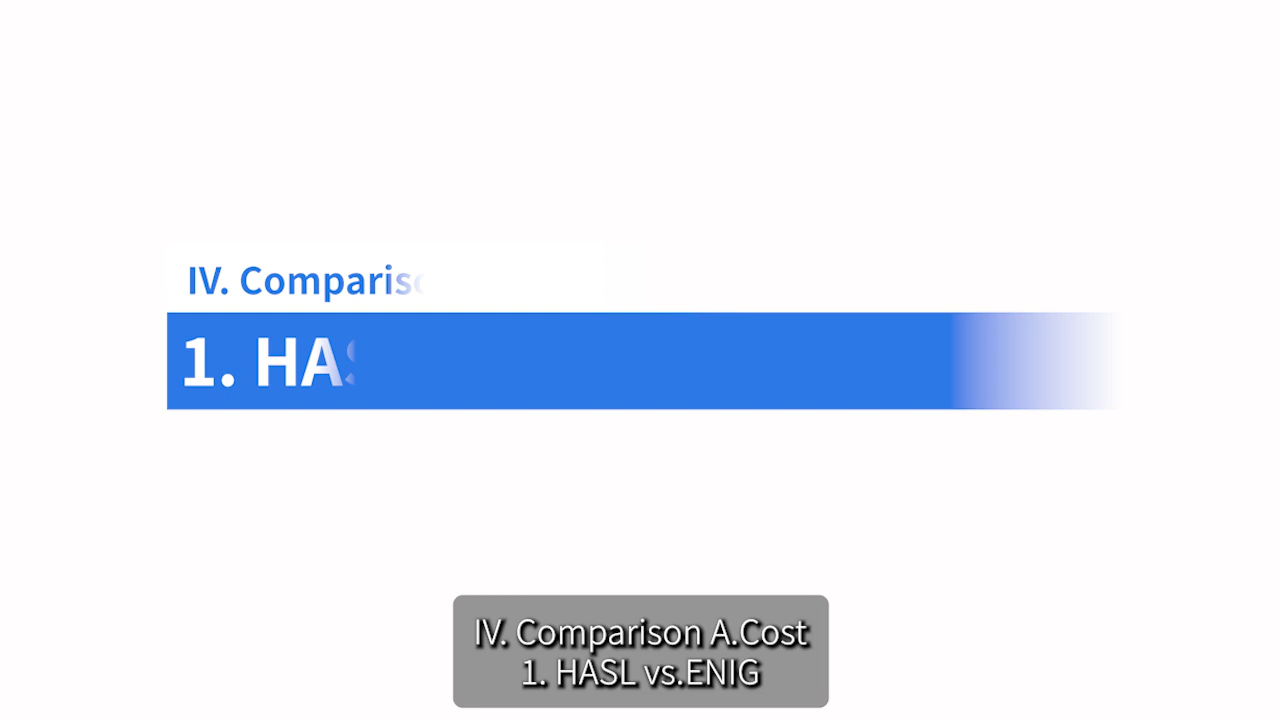 IV. Comparis
1. HA
IV. Comparison A.Cost
1. HASL vs.ENIG